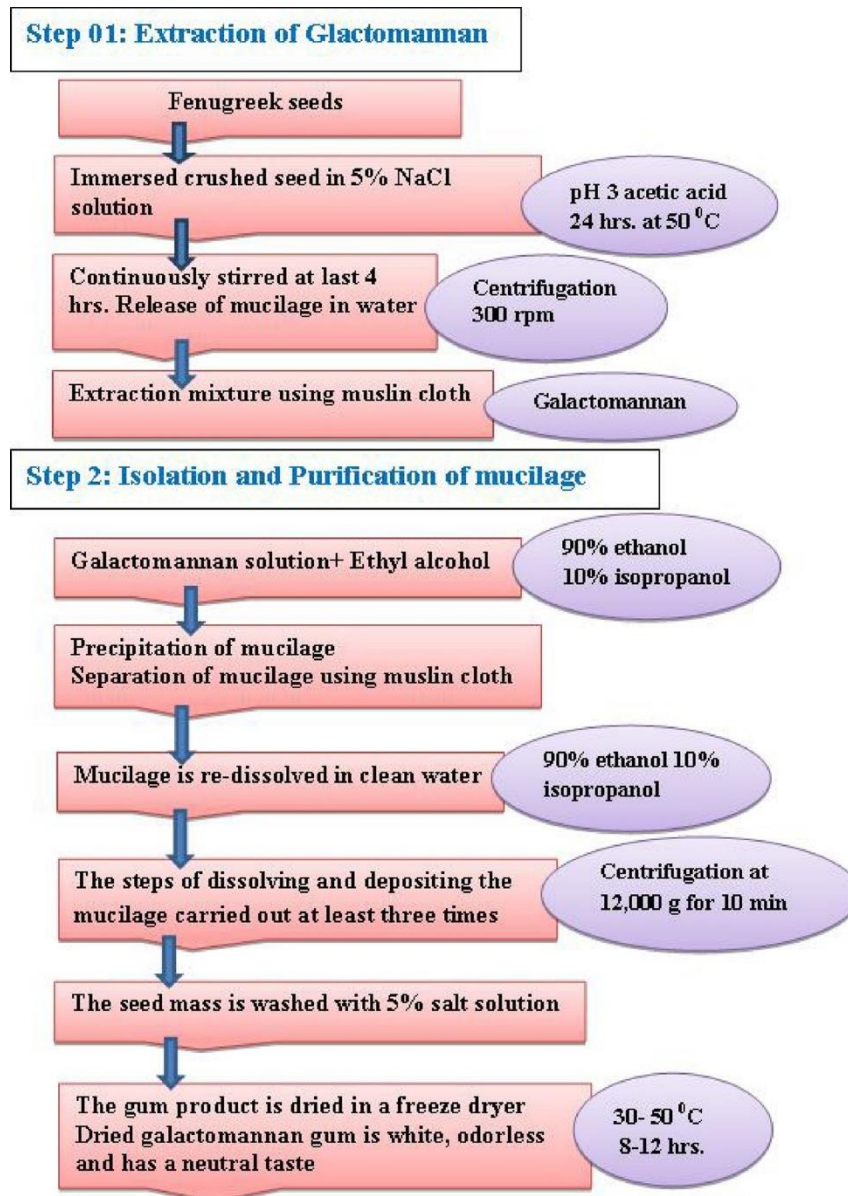 Step 01: Extraction of Glactomannan
Fenugreek seeds
Immersed crushed seed in 5% NaCl
solution
pH 3 acetic acid
24 hrs. at 50 ⁰C
Continuously stirred at last 4
hrs. Release of mucilage in water
Centrifugation
300 rpm
Extraction mixture using muslin cloth
Galactomannan
Step 2: Isolation and Purification of mucilage
Galactomannan solution+ Ethyl alcohol
90% ethanol
10% isopropanol
Precipitation of mucilage
Separation of mucilage using muslin cloth
Mucilage is re-dissolved in clean water
90% ethanol 10%
isopropanol
The steps of dissolving and depositing the
mucilage carried out at least three times
Centrifugation at
12,000 g for 10 min
The seed mass is washed with 5% salt solution
The gum product is dried in a freeze dryer
Dried galactomannan gum is white, odorless
and has a neutral taste
30- 50 ⁰C
8-12 hrs.